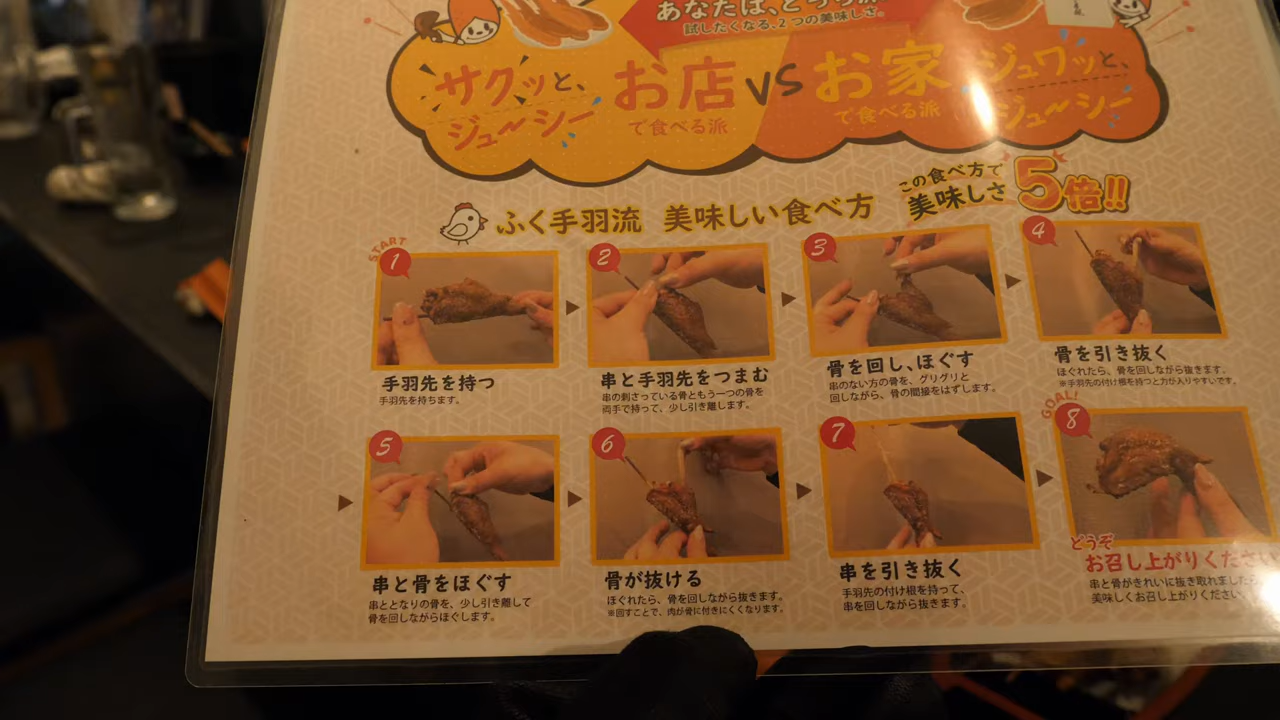 あなたは、どっち派
試したくなる、2つの美味しさ。
サクッと、
ジューシー
お店
で食べる派
VS
お家
で食べる派
ジュワッと、
ジューシー
ふく手羽流 美味しい食べ方
この食べ方で
美味しさ
5倍!!
START
1
手羽先を持つ
手羽先を持ちます。
2
串と手羽先をつまむ
串の刺さっている骨ともう一つの骨を
両手で持って、少し引き離します。
3
骨を回し、ほぐす
串のない方の骨を、グリグリと
回しながら、骨の間接をはずします。
4
骨を引き抜く
ほぐれたら、骨を回しながら抜きます。
※手羽先の付け根を持つと力が入りやすいです。
5
串と骨をほぐす
串ととなりの骨を、少し引き離して
骨を回しながらほぐします。
6
骨が抜ける
ほぐれたら、骨を回しながら抜きます。
※回すことで、肉が骨に付きにくくなります。
7
串を引き抜く
手羽先の付け根を持って、
串を回しながら抜きます。
GOAL!
8
どうぞ
お召し上がりください
串と骨がきれいに抜き取れました
美味しくお召し上がりください。